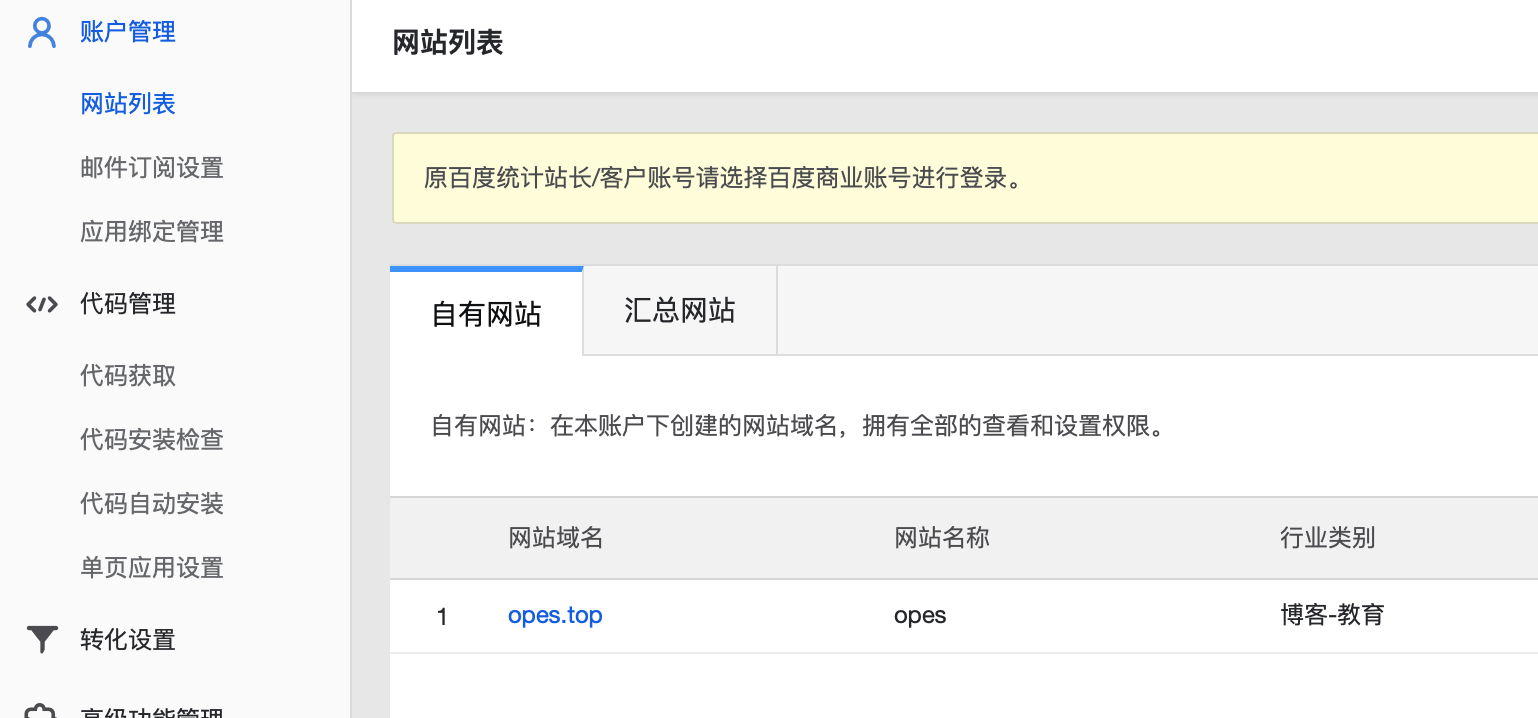 账户管理
网站列表
邮件订阅设置
应用绑定管理
代码管理
代码获取
代码安装检查
代码自动安装
单页应用设置
转化设置
高级功能管理
网站列表
原百度统计站长/客户账号请选择百度商业账号进行登录。
自有网站 汇总网站
自有网站：在本账户下创建的网站域名，拥有全部的查看和设置权限。
网站域名 网站名称 行业类别
1 opes.top opes 博客-教育